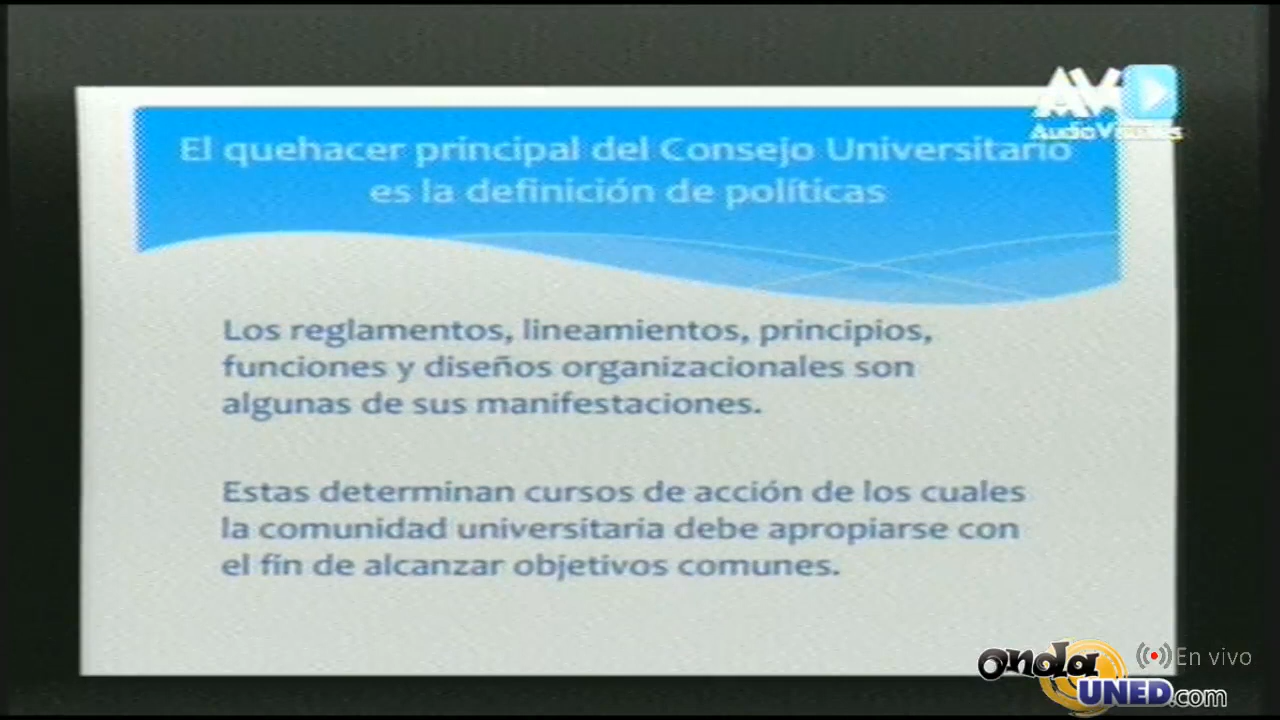 AV
AudioVisuales
El quehacer principal del Consejo Universitario
es la definición de políticas
Los reglamentos, lineamientos, principios,
funciones y diseños organizacionales son
algunas de sus manifestaciones.
Estas determinan cursos de acción de los cuales
la comunidad universitaria debe apropiarse con
el fin de alcanzar objetivos comunes.
onda
UNED.com
En vivo